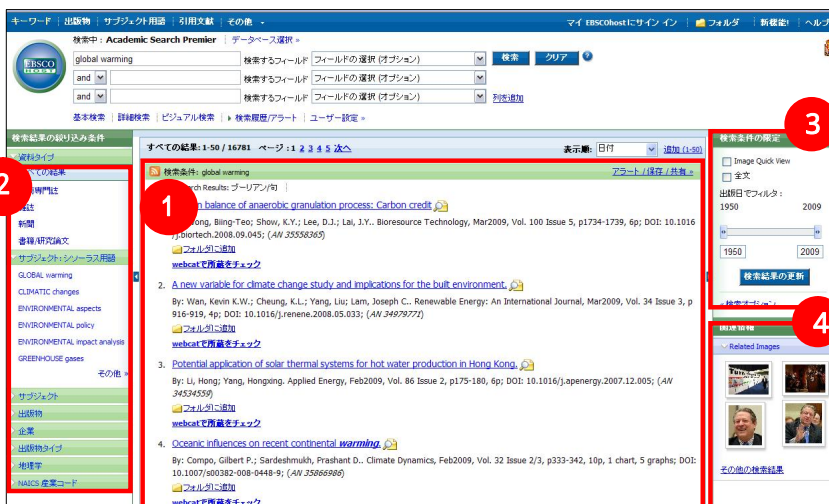 キーワード 出版物 サブジェクト用語 引用文献 その他 マイ EBSCOhostにサイン イン フォルダ 新機能! ヘルプ
検索中 : Academic Search Premier データベース選択 »
EBSCO HOST
global warming 検索するフィールド フィールドの選択 (オプション) 検索 クリア
and 検索するフィールド フィールドの選択 (オプション)
and 検索するフィールド フィールドの選択 (オプション) 列を追加
基本検索 詳細検索 ビジュアル検索 検索履歴/アラート ユーザー設定 »
検索結果の絞り込み条件
資料タイプ
2
ての結果
専門誌
新聞
書籍/研究論文
サブジェクト: シソーラス用語
GLOBAL warming
CLIMATIC changes
ENVIRONMENTAL aspects
ENVIRONMENTAL policy
ENVIRONMENTAL impact analysis
GREENHOUSE gases
その他 »
サブジェクト
出版物
企業
出版物タイプ
地理学
NAICS 産業コード
すべての結果: 1-50 / 16781 ページ : 1 2 3 4 5 次へ 表示順: 日付 追加 (1-50)
検索条件: global warming アラート / 保存 / 共有 »
rch Results: ブーリアン/句
1
n balance of anaerobic granulation process: Carbon credit
ong, Biing-Teo; Show, K.Y.; Lee, D.J.; Lai, J.Y.. Bioresource Technology, Mar2009, Vol. 100 Issue 5, p1734-1739, 6p; DOI: 10.1016
/j.biortech.2008.09.045; (AN 35558365)
フォルダに追加
webcatで所蔵をチェック
2. A new variable for climate change study and implications for the built environment.
By: Wan, Kevin K.W.; Cheung, K.L.; Yang, Liu; Lam, Joseph C.. Renewable Energy: An International Journal, Mar2009, Vol. 34 Issue 3, p
916-919, 4p; DOI: 10.1016/j.renene.2008.05.033; (AN 34979771)
フォルダに追加
webcatで所蔵をチェック
3. Potential application of solar thermal systems for hot water production in Hong Kong.
By: Li, Hong; Yang, Hongxing. Applied Energy, Feb2009, Vol. 86 Issue 2, p175-180, 6p; DOI: 10.1016/j.apenergy.2007.12.005; (AN
34534559)
フォルダに追加
webcatで所蔵をチェック
4. Oceanic influences on recent continental warming.
By: Compo, Gilbert P.; Sardeshmukh, Prashant D.. Climate Dynamics, Feb2009, Vol. 32 Issue 2/3, p333-342, 10p, 1 chart, 5 graphs; DOI:
10.1007/s00382-008-0448-9; (AN 35866986)
フォルダに追加
webcatで所蔵をチェック
検索条件の限定
3
Image Quick View
全文
出版日でフィルタ :
1950 2009
1950 2009
検索結果の更新
« 検索オプション
関連情報
4
Related Images
その他の検索結果